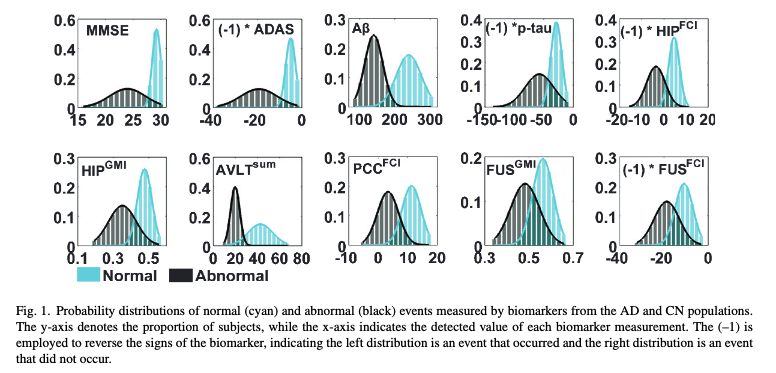 0.6 0.6 0.3 0.4 0.4
MMSE (-1) * ADAS Aβ (-1) *p-tau (-1) * HIP^FCI
0.4 0.4 0.2 0.3 0.3
0.2 0.2 0.1 0.2 0.2
0.1 0.1
0 0 0 0 0
15 20 25 30 -40 -20 0 100 200 300 -150-100 -50 0 -20-10 0 10 20
0.3 0.6 0.3 0.2 0.3
HIP^GMI AVLT^sum PCC^FCI FUS^GMI (-1) * FUS^FCI
0.2 0.4 0.2 0.1 0.2
0.1 0.2 0.1 0.1
0 0 0 0 0
0.1 0.3 0.5 0 20 40 60 80 -10 0 10 20 0.3 0.5 0.7 -40 -20 0
Normal Abnormal
Fig. 1. Probability distributions of normal (cyan) and abnormal (black) events measured by biomarkers from the AD and CN populations.
The y-axis denotes the proportion of subjects, while the x-axis indicates the detected value of each biomarker measurement. The (–1) is
employed to reverse the signs of the biomarker, indicating the left distribution is an event that occurred and the right distribution is an event
that did not occur.